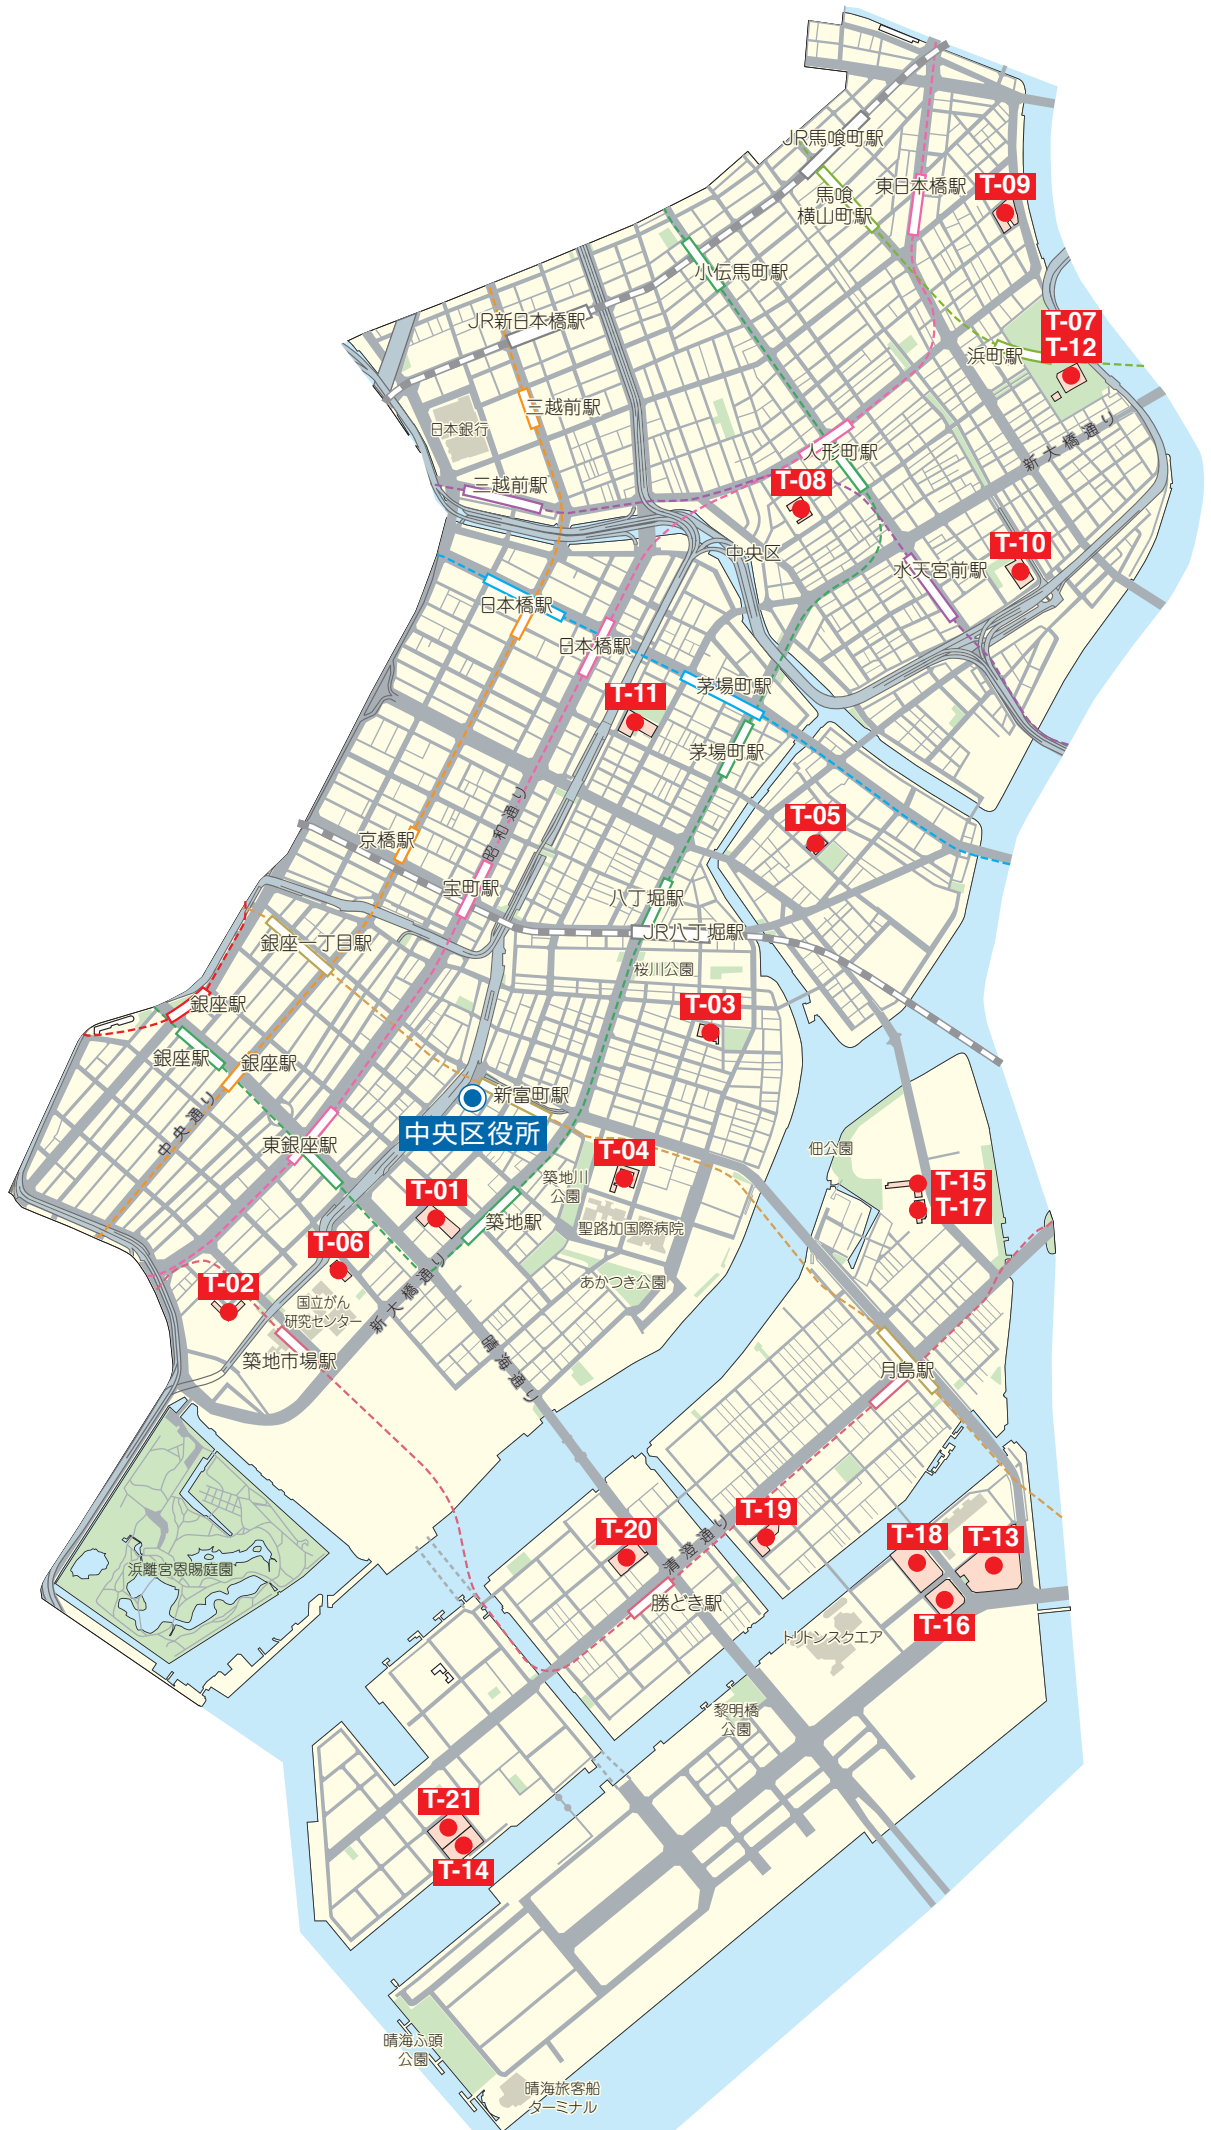 JR馬喰町駅
馬喰
横山町駅
東日本橋駅
T-09
小伝馬町駅
T-07
T-12
JR新日本橋駅
浜町駅
三越前駅
日本銀行
新大橋通り
人形町駅
三越前駅
T-08
中央区
T-10
水天宮前駅
日本橋駅
日本橋駅
茅場町駅
T-11
茅場町駅
昭和通り
T-05
京橋駅
宝町駅
八丁堀駅
JR八丁堀駅
銀座一丁目駅
桜川公園
銀座駅
T-03
銀座駅
銀座駅
新富町駅
中央通り
中央区役所
東銀座駅
T-04
佃公園
築地川
公園
T-15
T-17
T-01
築地駅
聖路加国際病院
T-06
T-02
あかつき公園
国立がん
研究センター
新大橋通り
築地市場駅
晴海通り
月島駅
浜離宮恩賜庭園
T-19
T-20
清澄通り
T-18
T-13
勝どき駅
T-16
トリトンスクエア
黎明橋
公園
T-21
T-14
晴海ふ頭
公園
晴海旅客船
ターミナル